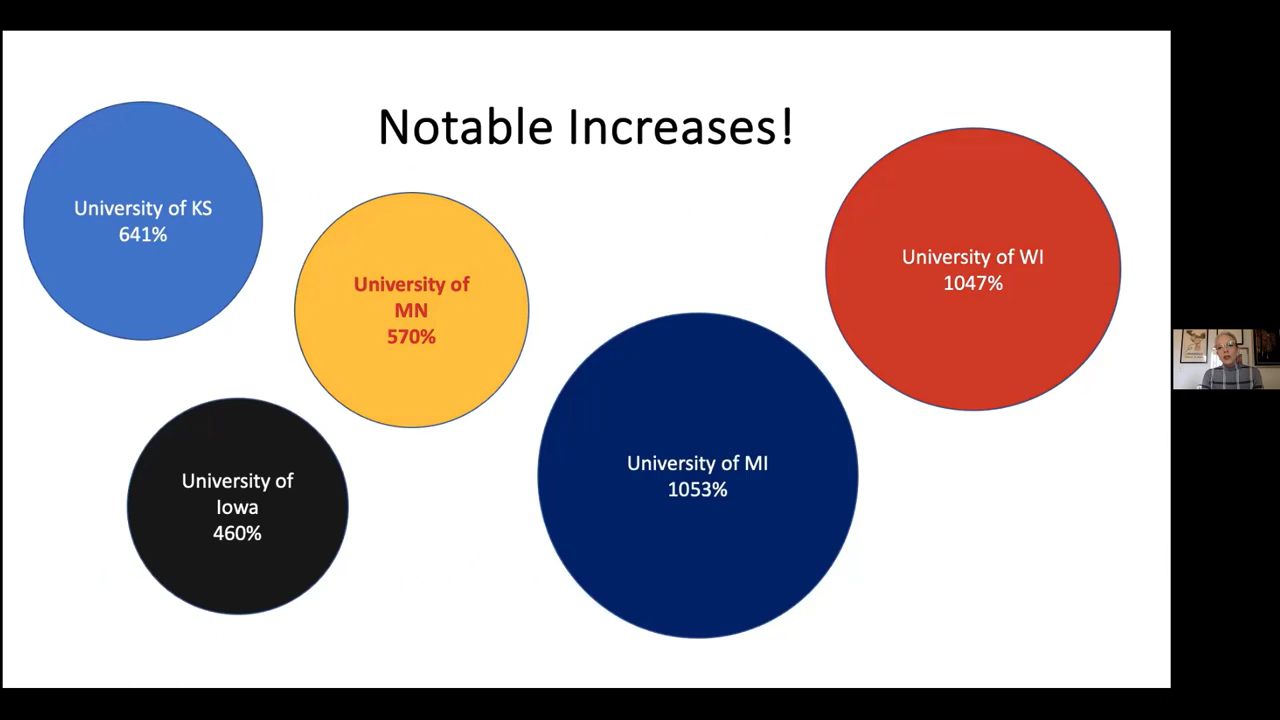 Notable Increases!
University of KS
641%
University of
MN
570%
University of WI
1047%
University of
Iowa
460%
University of MI
1053%